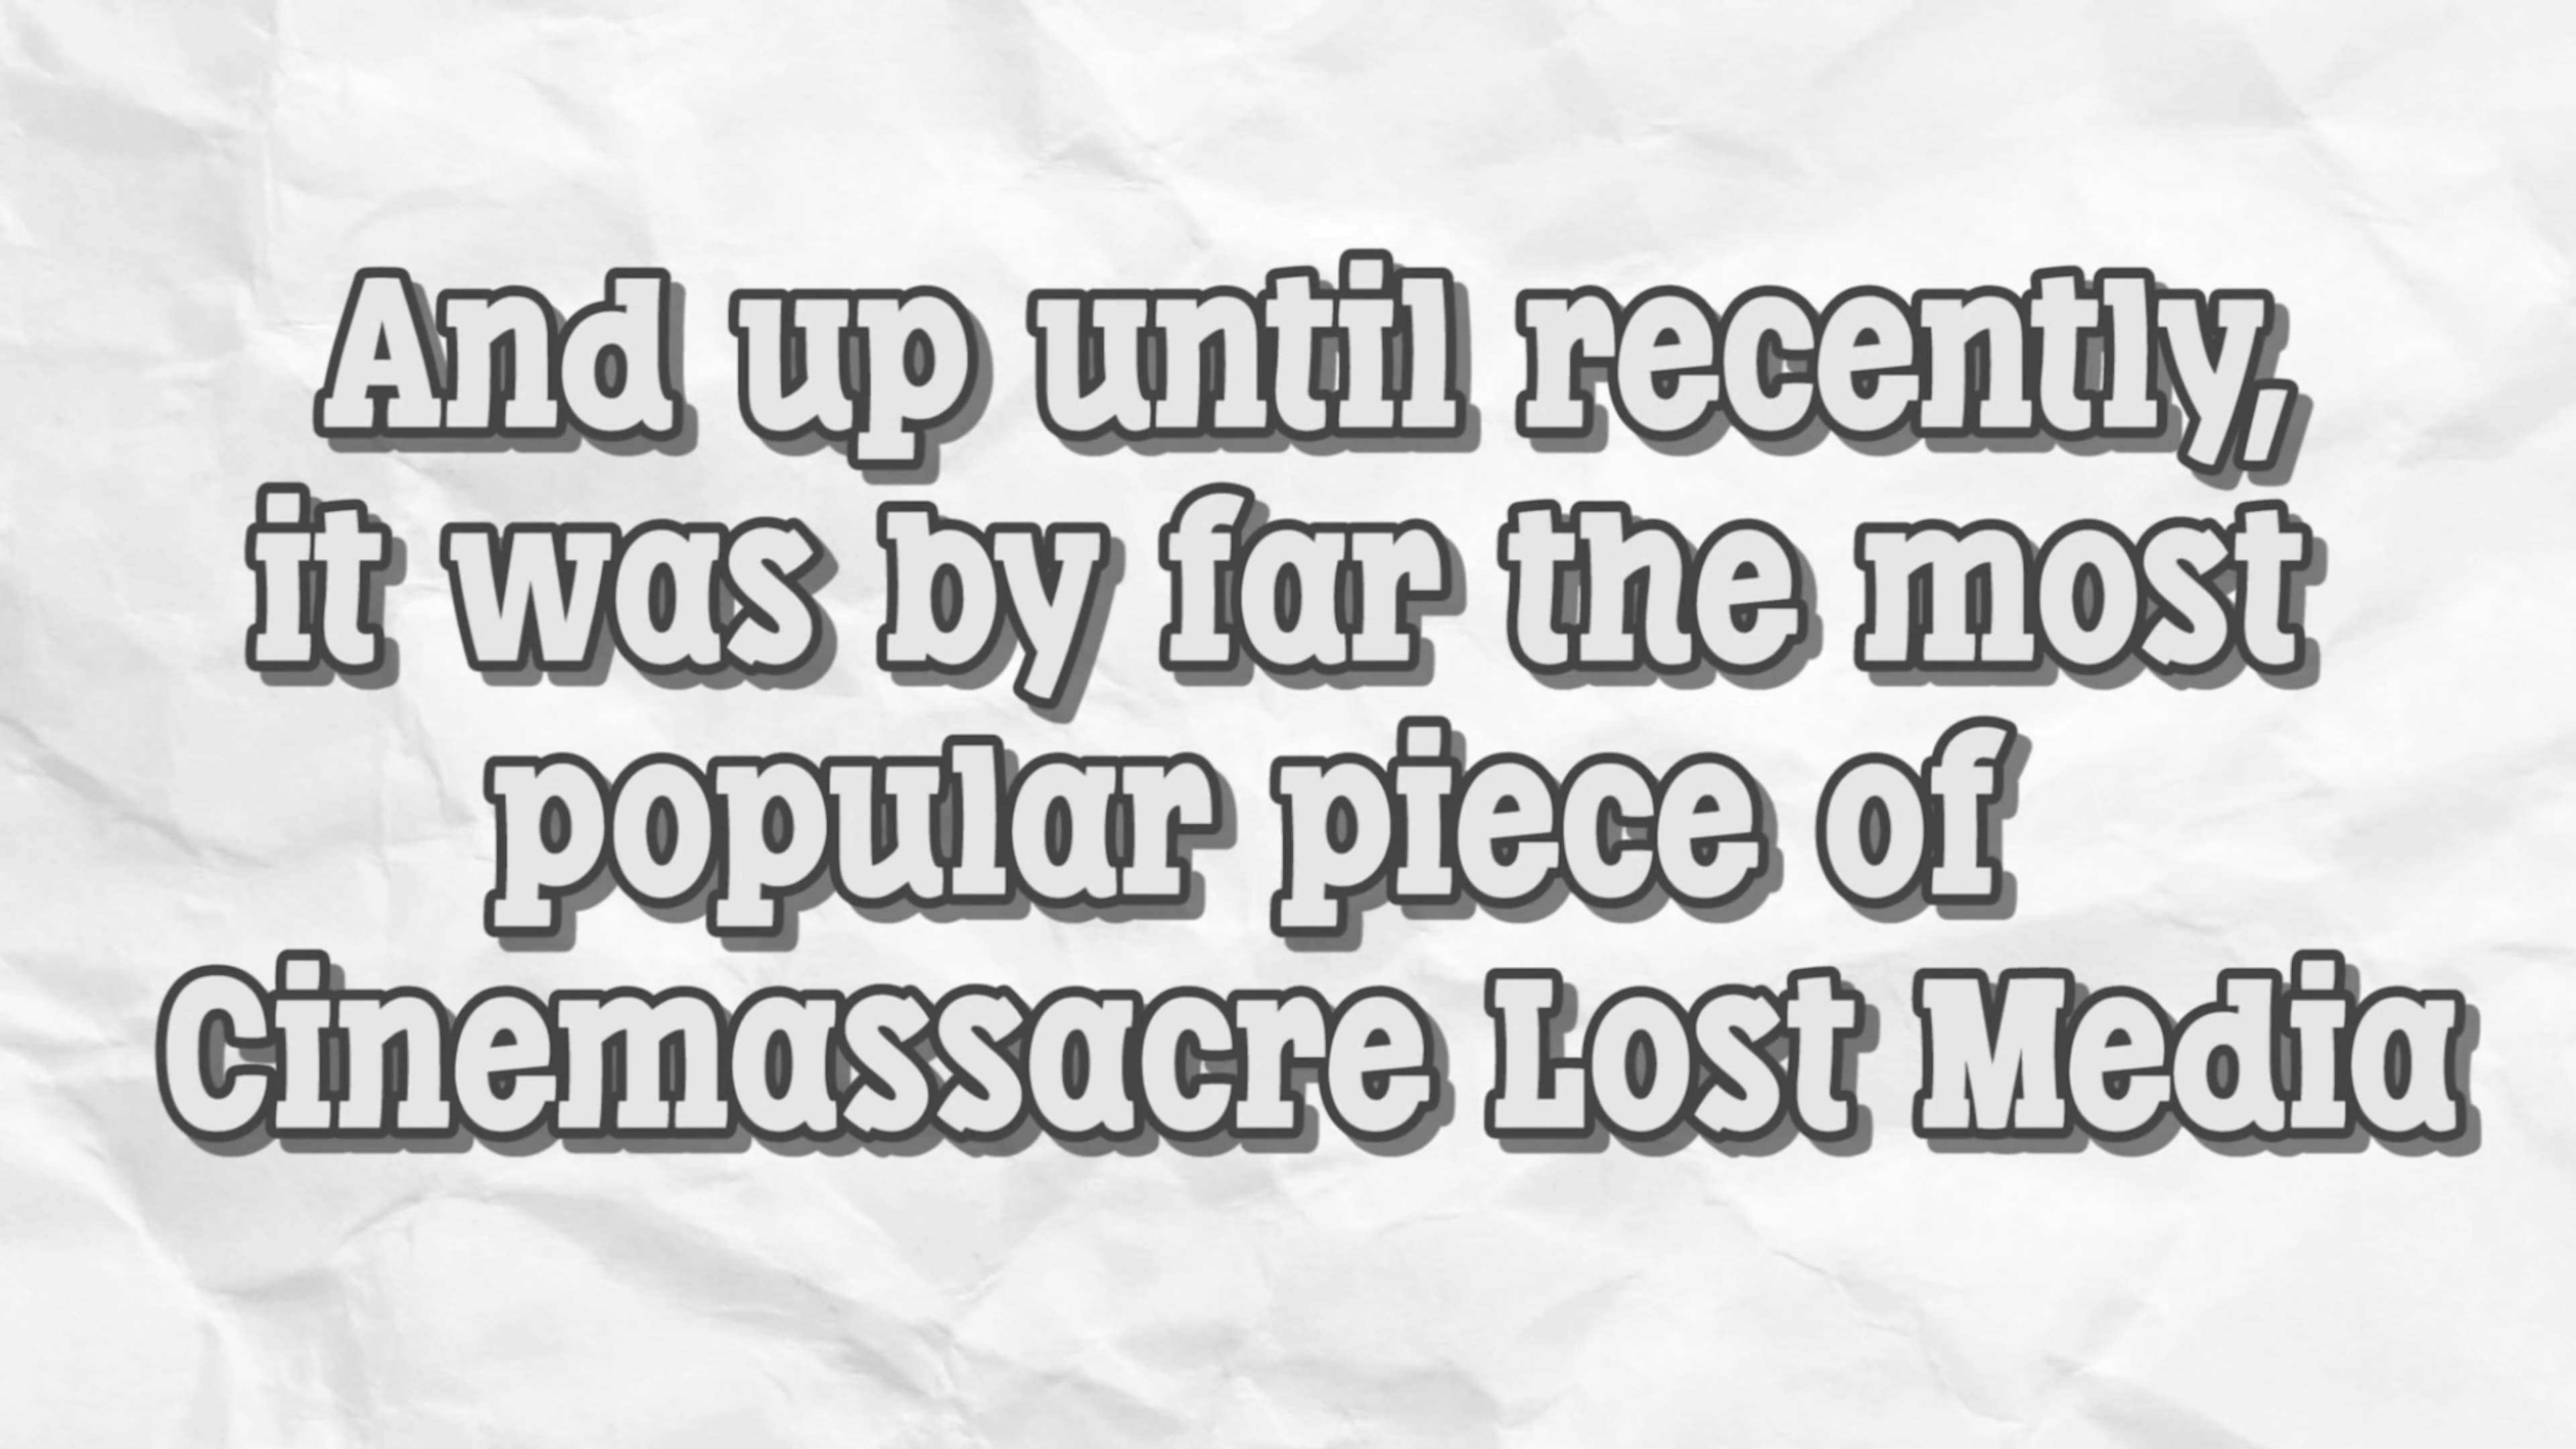 And up until recently,
it was by far the most
popular piece of
Cinemassacre Lost Media